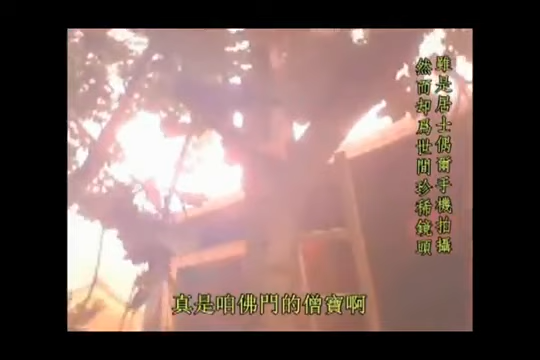 雖是居士偶爾手機拍攝
然而却為世間珍稀鏡頭
真是咱佛門的僧寶啊